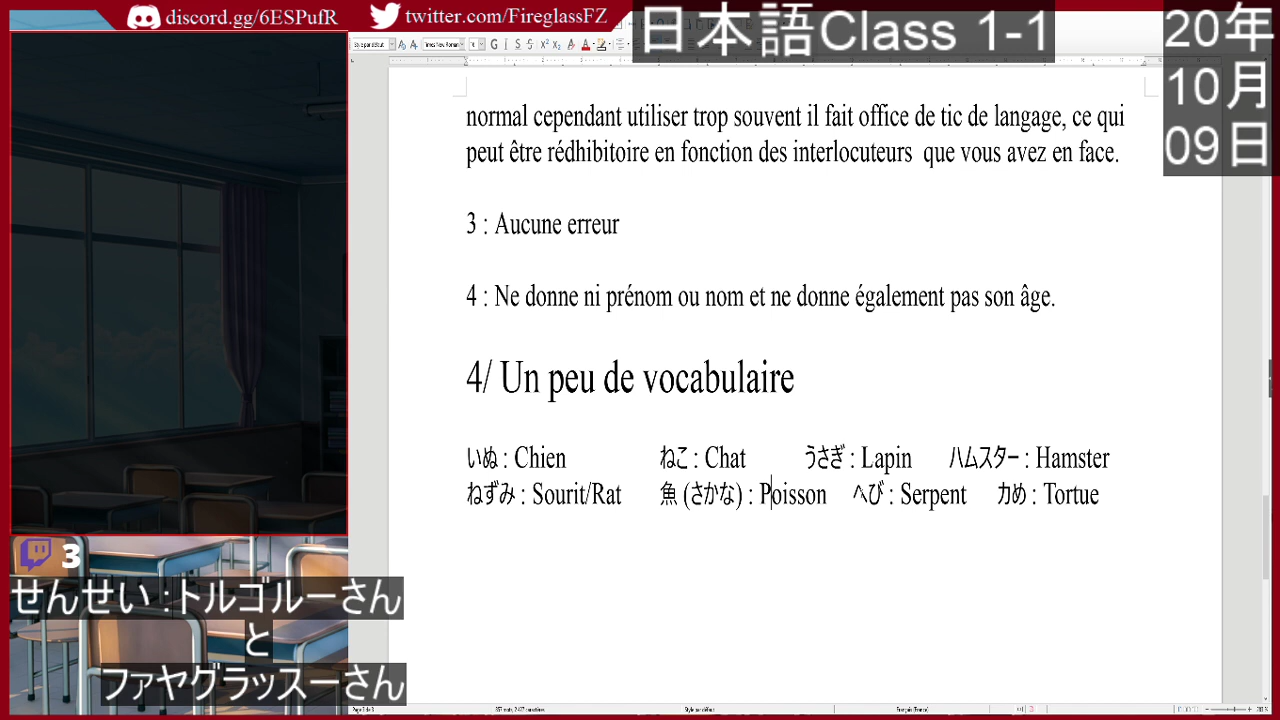 discord.gg/6ESPufR
twitter.com/FireglassFZ
日本語Class 1-1
20年
10月
09日
normal cependant utiliser trop souvent il fait office de tic de langage, ce qui
peut être rédhibitoire en fonction des interlocuteurs que vous avez en face.
3 : Aucune erreur
4 : Ne donne ni prénom ou nom et ne donne également pas son âge.
4/ Un peu de vocabulaire
いぬ : Chien ねこ : Chat うさぎ : Lapin ハムスター : Hamster
ねずみ : Sourit/Rat 魚 (さかな) : Poisson へび : Serpent カめ : Tortue
3
せんせい :トルゴルーさん
と
ファヤグラッスーさん